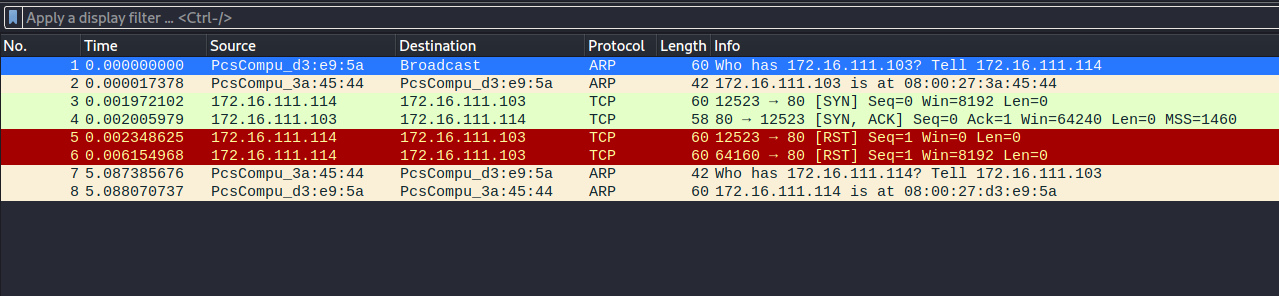 Apply a display filter ... <Ctrl-/>
No. Time Source Destination Protocol Length Info
1 0.000000000 PcsCompu_d3:e9:5a Broadcast ARP 60 Who has 172.16.111.103? Tell 172.16.111.114
2 0.000017378 PcsCompu_3a:45:44 PcsCompu_d3:e9:5a ARP 42 172.16.111.103 is at 08:00:27:3a:45:44
3 0.001972102 172.16.111.114 172.16.111.103 TCP 60 12523 → 80 [SYN] Seq=0 Win=8192 Len=0
4 0.002005979 172.16.111.103 172.16.111.114 TCP 58 80 → 12523 [SYN, ACK] Seq=0 Ack=1 Win=64240 Len=0 MSS=1460
5 0.002348625 172.16.111.114 172.16.111.103 TCP 60 12523 → 80 [RST] Seq=1 Win=0 Len=0
6 0.006154968 172.16.111.114 172.16.111.103 TCP 60 64160 → 80 [RST] Seq=1 Win=8192 Len=0
7 5.087385676 PcsCompu_3a:45:44 PcsCompu_d3:e9:5a ARP 42 Who has 172.16.111.114? Tell 172.16.111.103
8 5.088070737 PcsCompu_d3:e9:5a PcsCompu_3a:45:44 ARP 60 172.16.111.114 is at 08:00:27:d3:e9:5a